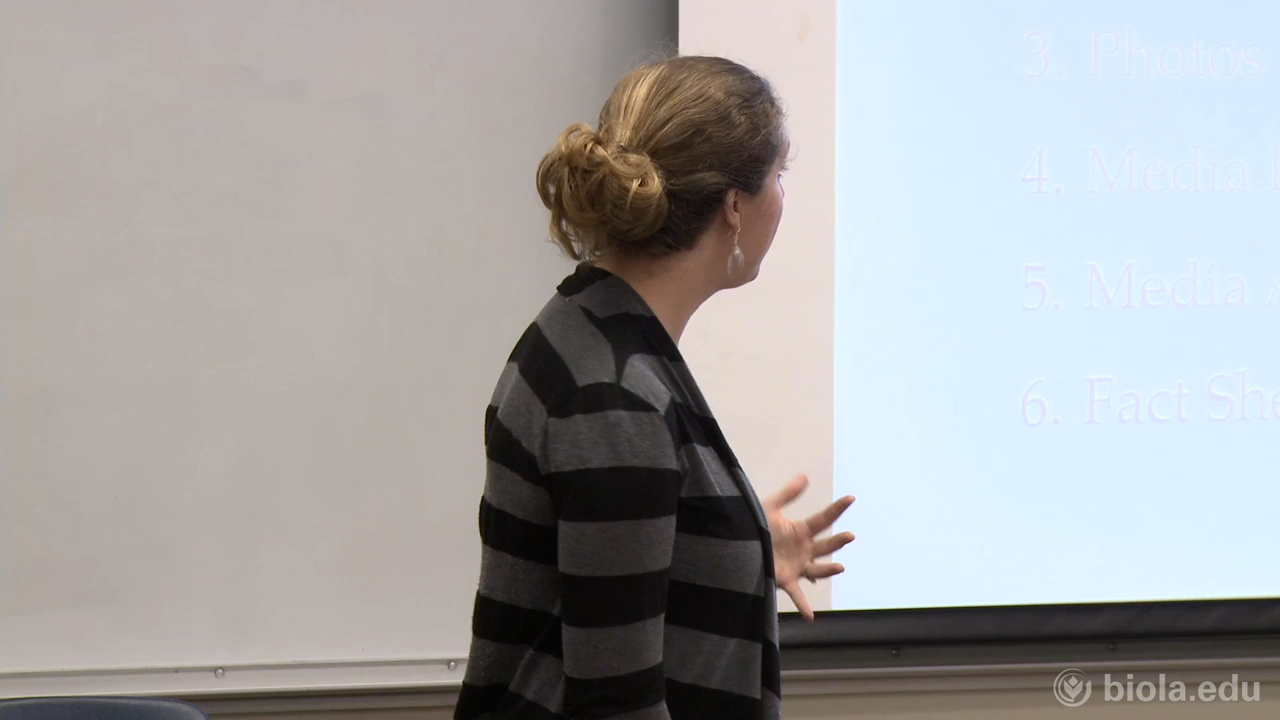 3. Photos
4. Media
5. Media
6. Fact
biola.edu